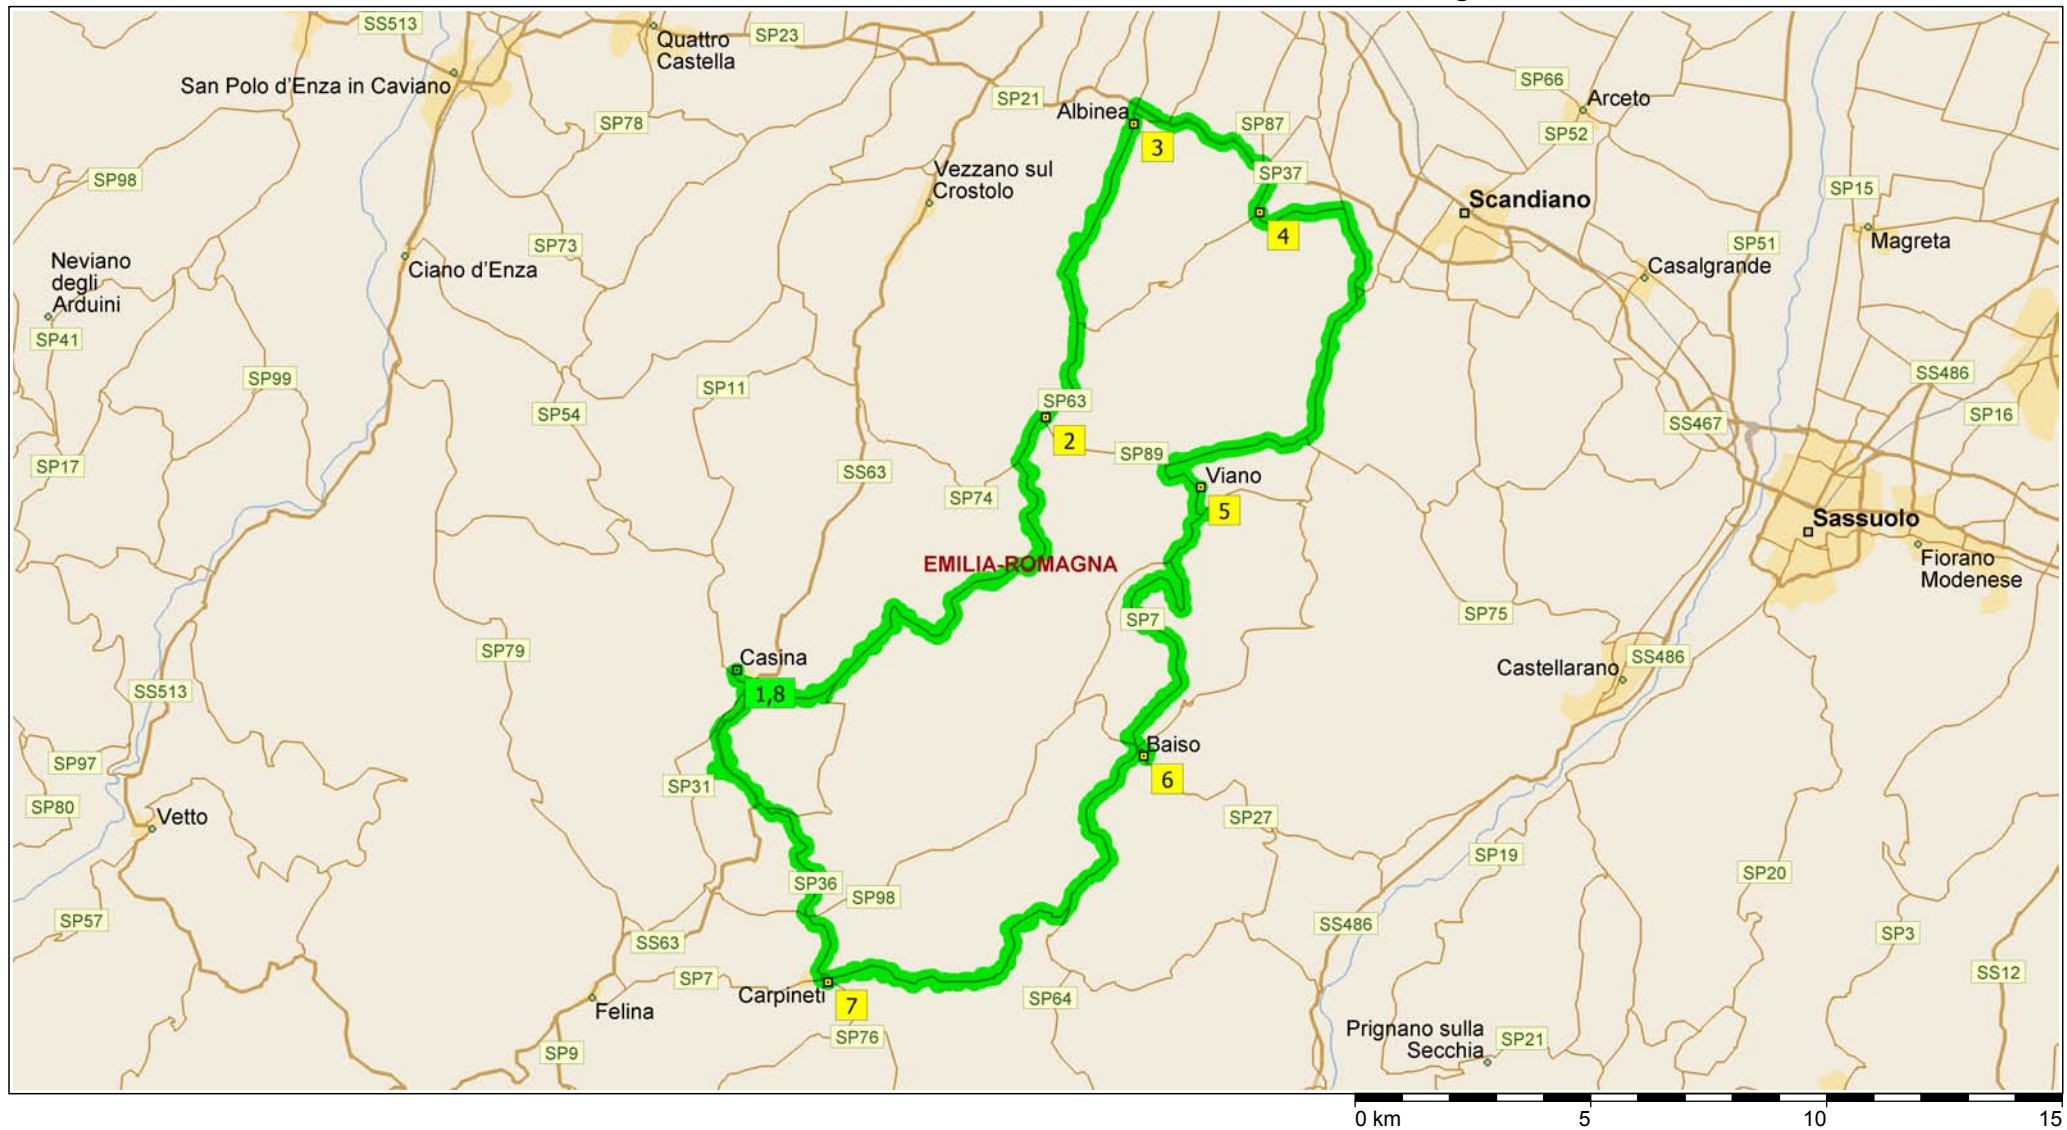 g
SS513
Quattro
Castella
SP23
San Polo d'Enza in Caviano
SP66
Arceto
SP21
Albinea
SP78
SP87
SP52
3
SP98
Vezzano sul
Crostolo
SP37
SP15
Scandiano
4
SP51
Magreta
Neviano
degli
Arduini
Ciano d'Enza
SP73
Casalgrande
SP41
SP99
SP11
SS486
SP54
SP63
SP16
SS467
2
SP89
SP17
SS63
Viano
SP74
5
Sassuolo
Fiorano
Modenese
EMILIA-ROMAGNA
SP7
SP75
SP79
Casina
SS486
Castellarano
SS513
1,8
Baiso
SP97
SP31
6
SP80
Vetto
SP27
SP19
SP20
SP36
SP98
SP57
SS486
SP3
SS63
SS12
SP7
Carpineti
7
SP64
Felina
SP76
Prignano sulla
Secchia
SP21
SP9
0 km
5
10
15